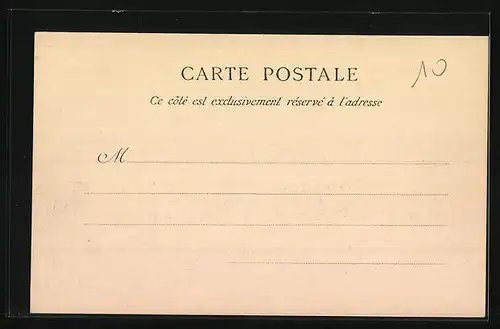 10
CARTE POSTALE
Ce côté est exclusivement réservé à l'adresse
M